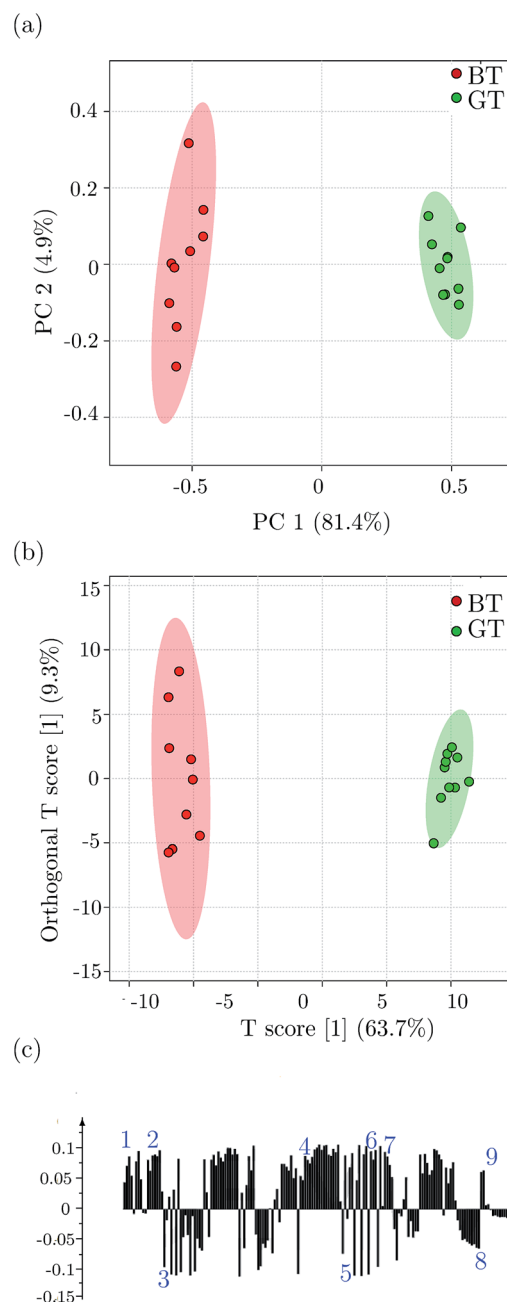 (a)
BT
GT
0.4
0.2
0
-0.2
-0.4
PC 2 (4.9%)
-0.5 0 0.5
PC 1 (81.4%)
(b)
BT
GT
15
10
5
0
-5
-10
-15
Orthogonal T score [1] (9.3%)
-10 -5 0 5 10
T score [1] (63.7%)
(c)
1 2 4 6 7 9
0.1
0.05
0
-0.05
-0.1
-0.15
3 5 8